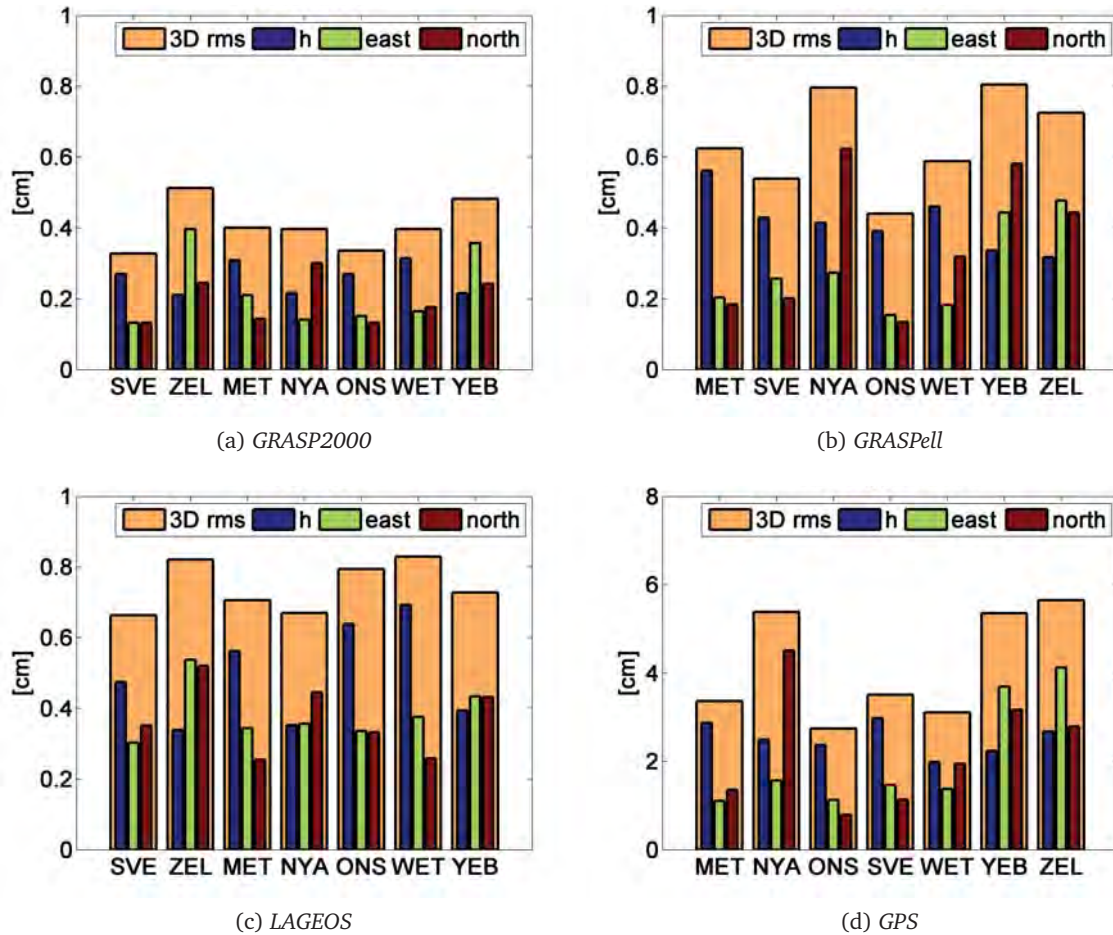 1
0.8
0.6
0.4
0.2
0
[cm]
3D rms h east north
SVE ZEL MET NYA ONS WET YEB
(a) GRASP2000
1
0.8
0.6
0.4
0.2
0
[cm]
3D rms h east north
MET SVE NYA ONS WET YEB ZEL
(b) GRASPell
1
0.8
0.6
0.4
0.2
0
[cm]
3D rms h east north
SVE ZEL MET NYA ONS WET YEB
(c) LAGEOS
8
6
4
2
0
[cm]
3D rms h east north
MET NYA ONS SVE WET YEB ZEL
(d) GPS